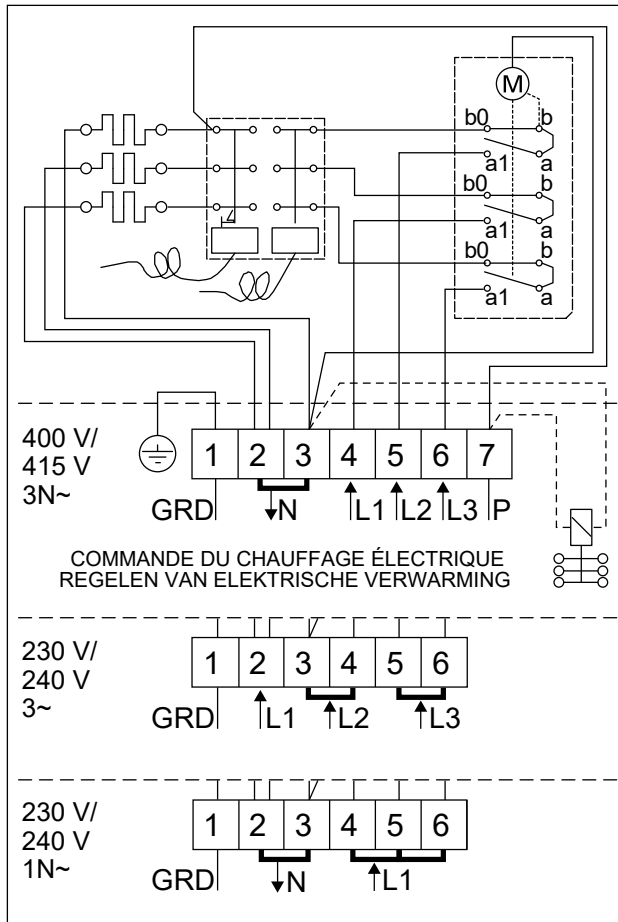 M
b0 b
a1 a
b0 b
a1 a
b0 b
a1 a
400 V/
415 V
3N~
1 2 3 4 5 6 7
GRD N L1 L2 L3 P
COMMANDE DU CHAUFFAGE ÉLECTRIQUE
REGELEN VAN ELEKTRISCHE VERWARMING
230 V/
240 V
3~
1 2 3 4 5 6
GRD L1 L2 L3
230 V/
240 V
1N~
1 2 3 4 5 6
GRD N L1